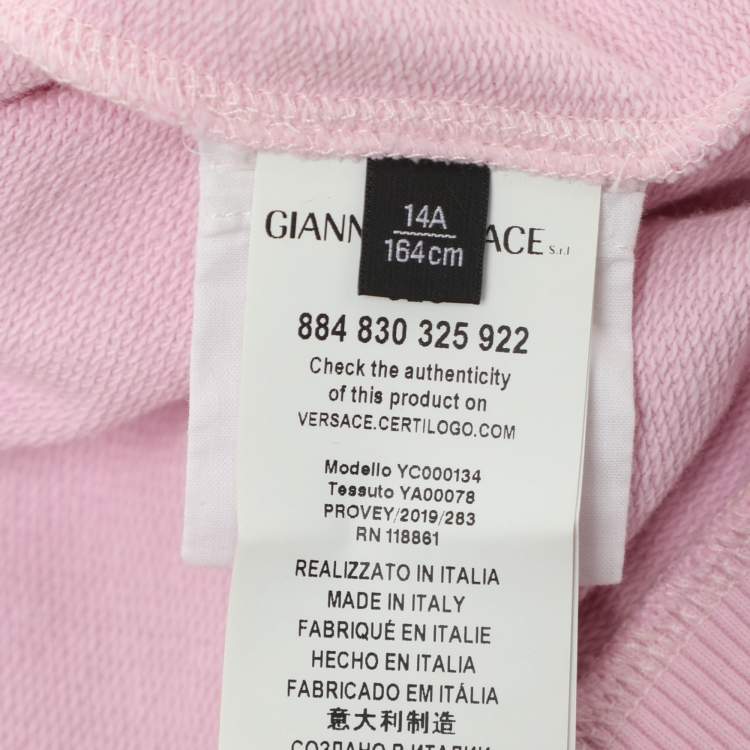 14A
164cm
GIANN ACE S.r.l
884 830 325 922
Check the authenticity
of this product on
VERSACE.CERTILOGO.COM
Modello YC000134
Tessuto YA00078
PROVEY/2019/283
RN 118861
REALIZZATO IN ITALIA
MADE IN ITALY
FABRIQUÉ EN ITALIE
HECHO EN ITALIA
FABRICADO EM ITÁLIA
意大利制造
СОЗДАНО В ИТАЛИИ